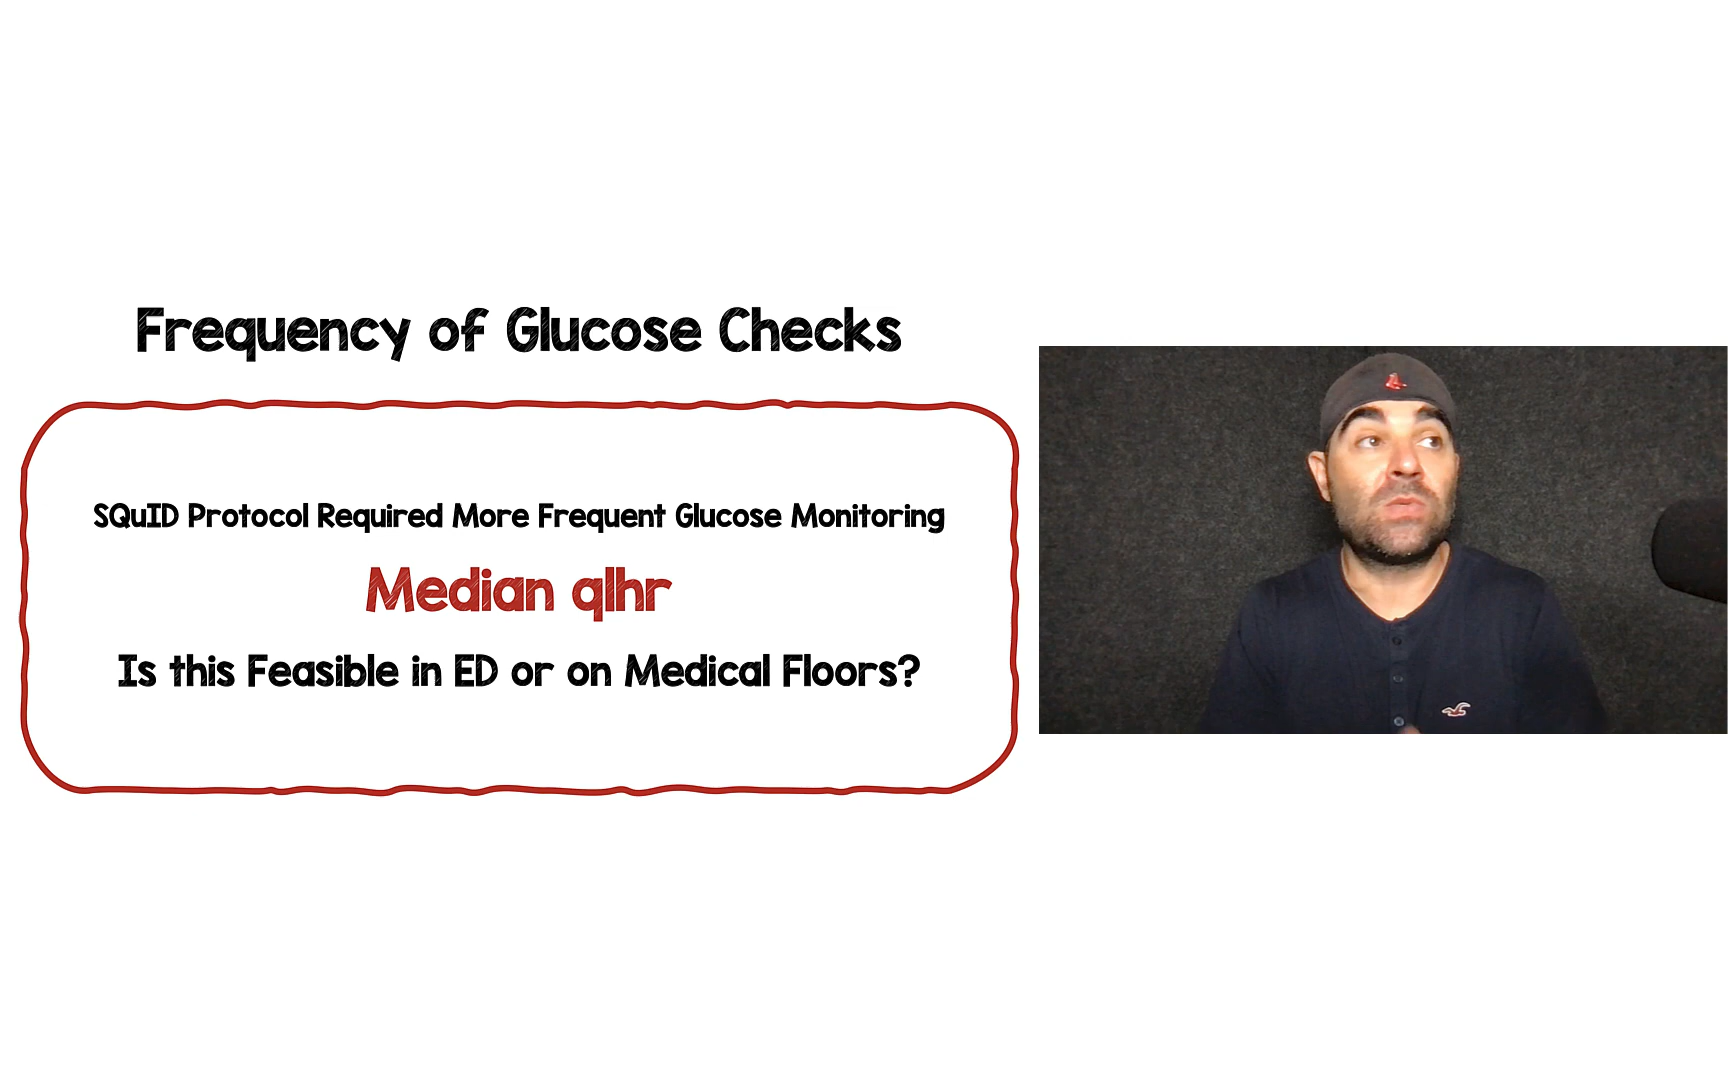 Frequency of Glucose Checks
SQuID Protocol Required More Frequent Glucose Monitoring
Median q1hr
Is this Feasible in ED or on Medical Floors?